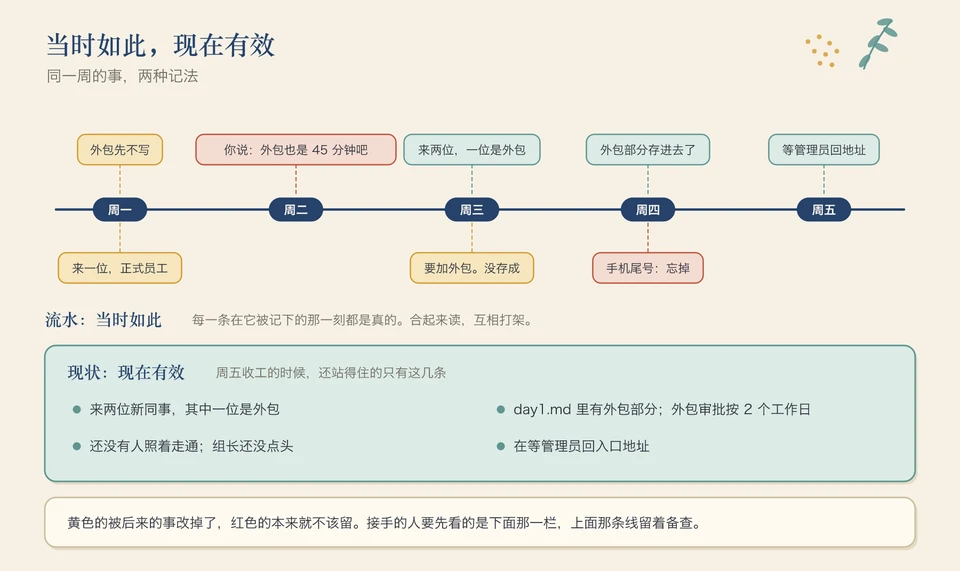 当时如此，现在有效
同一周的事，两种记法
外包先不写
你说：外包也是 45 分钟吧
来两位，一位是外包
外包部分存进去了
等管理员回地址
周一
周二
周三
周四
周五
来一位，正式员工
要加外包。没存成
手机尾号：忘掉
流水：当时如此
每一条在它被记下的那一刻都是真的。合起来读，互相打架。
现状：现在有效
周五收工的时候，还站得住的只有这几条
来两位新同事，其中一位是外包
day1.md 里有外包部分；外包审批按 2 个工作日
还没有人照着走通；组长还没点头
在等管理员回入口地址
黄色的被后来的事改掉了，红色的本来就不该留。接手的人要先看的是下面那一栏，上面那条线留着备查。